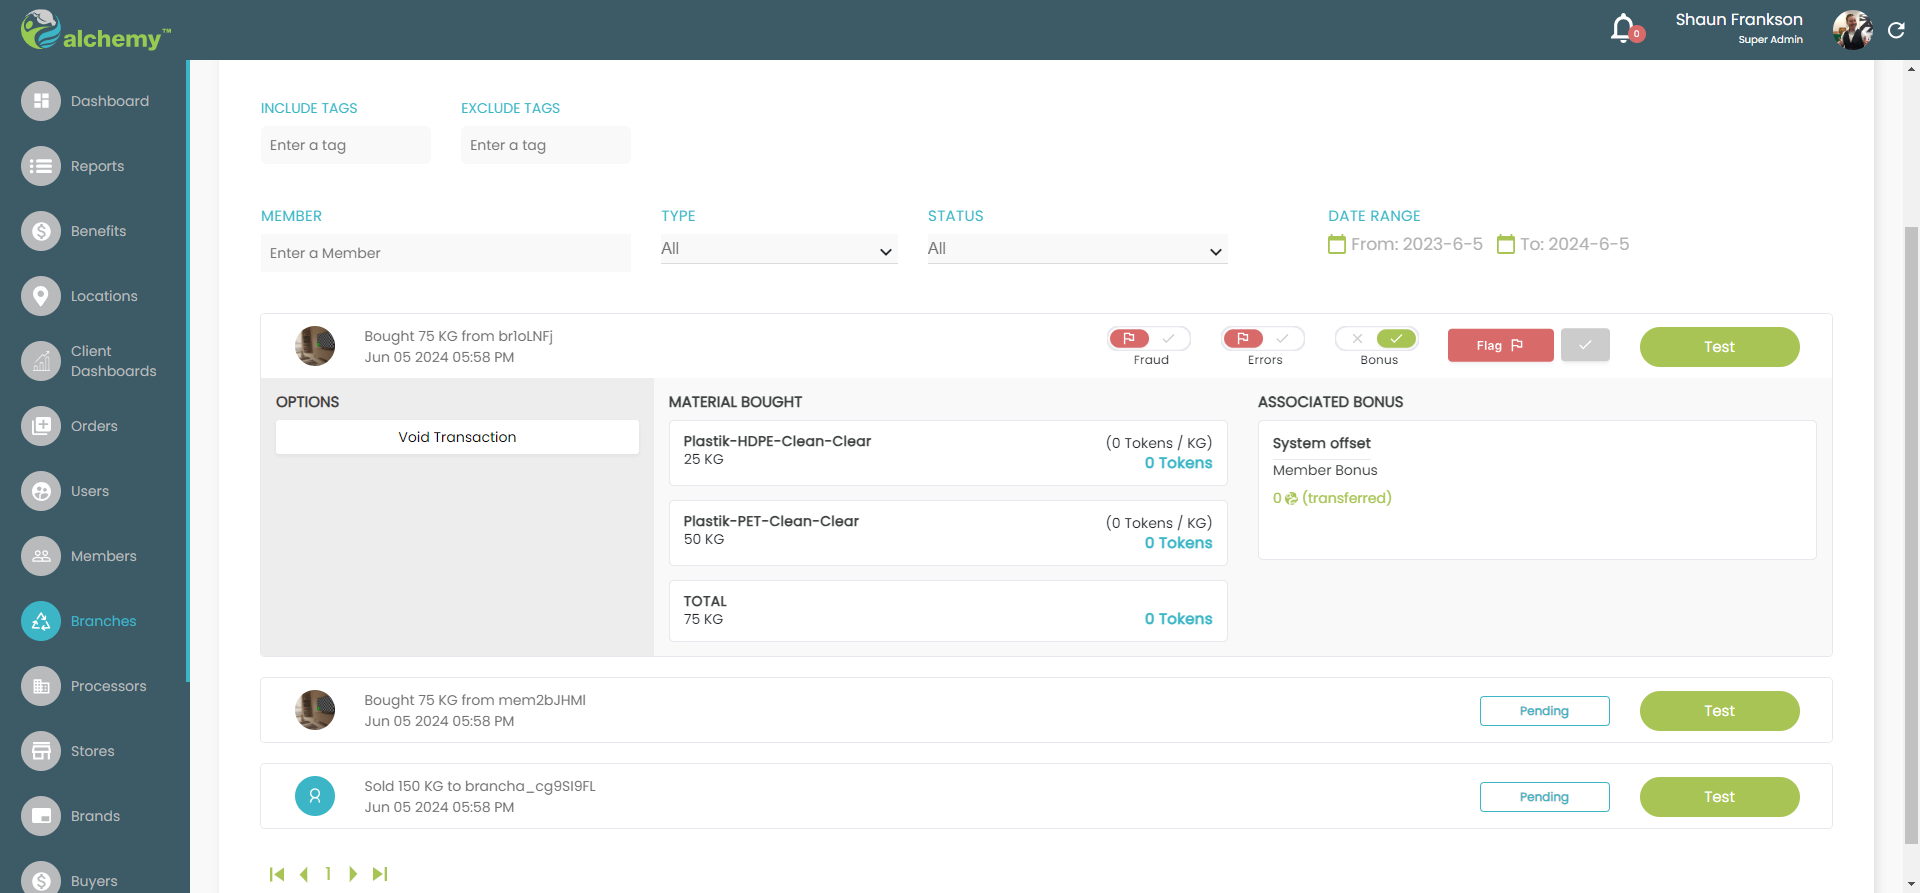 alchemy™
0
Shaun Frankson
Super Admin
Dashboard
Reports
Benefits
Locations
Client
Dashboards
Orders
Users
Members
Branches
Processors
Stores
Brands
Buyers
INCLUDE TAGS
EXCLUDE TAGS
Enter a tag
Enter a tag
MEMBER
TYPE
STATUS
DATE RANGE
Enter a Member
All
All
From: 2023-6-5
To: 2024-6-5
Bought 75 KG from br1oLNFj
Jun 05 2024 05:58 PM
Fraud
Errors
Bonus
Flag
Test
OPTIONS
Void Transaction
MATERIAL BOUGHT
Plastik-HDPE-Clean-Clear
25 KG
(0 Tokens / KG)
0 Tokens
Plastik-PET-Clean-Clear
50 KG
(0 Tokens / KG)
0 Tokens
TOTAL
75 KG
0 Tokens
ASSOCIATED BONUS
System offset
Member Bonus
0 (transferred)
Bought 75 KG from mem2bJHMl
Jun 05 2024 05:58 PM
Pending
Test
Sold 150 KG to brancha_cg9SI9FL
Jun 05 2024 05:58 PM
Pending
Test
1